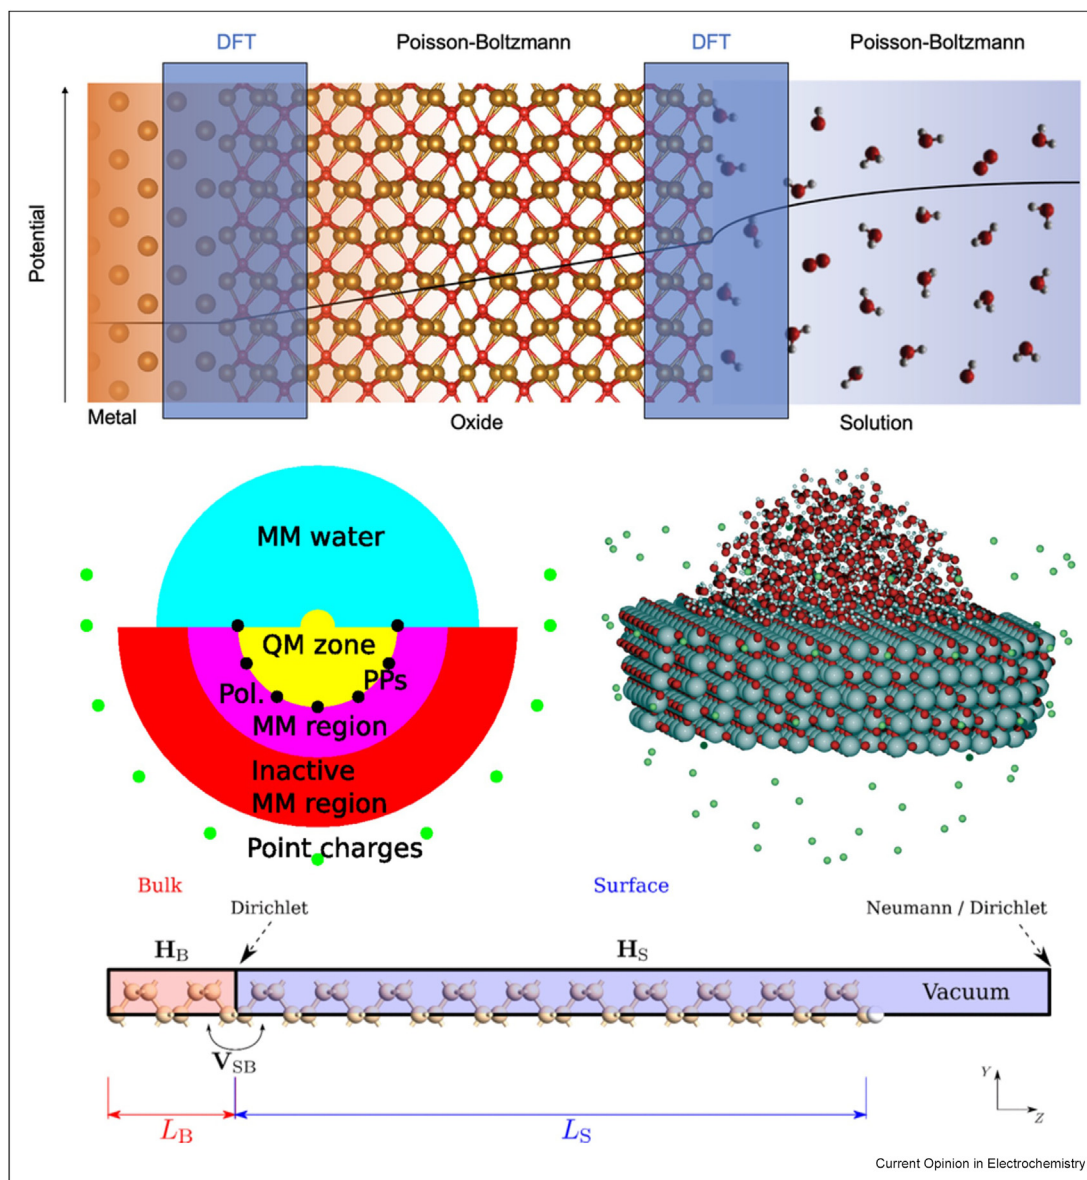 DFT Poisson-Boltzmann DFT Poisson-Boltzmann
Potential
Metal Oxide Solution
MM water
QM zone
Pol. PPs
MM region
Inactive
MM region
Point charges
Bulk Surface
Dirichlet Neumann / Dirichlet
H_B H_S
Vacuum
V_SB
Y
Z
L_B L_S
Current Opinion in Electrochemistry